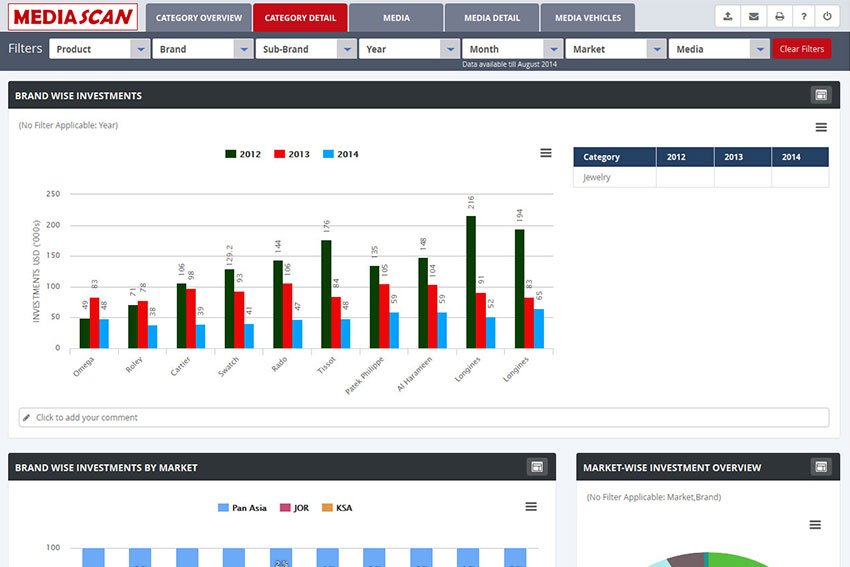 MEDIASCAN
CATEGORY OVERVIEW
CATEGORY DETAIL
MEDIA
MEDIA DETAIL
MEDIA VEHICLES
?
Filters
Product
Brand
Sub-Brand
Year
Month
Market
Media
Clear Filters
Data available till August 2014
BRAND WISE INVESTMENTS
(No Filter Applicable: Year)
2012 2013 2014
INVESTMENTS USD ('000s)
250
200
150
100
50
0
49 83 48
71 78 38
106 98 39
129.2 93 41
144 106 47
176 84 48
135 105 59
148 104 59
216 91 52
194 83 65
Omega
Roley
Cartier
Swatch
Rado
Tissot
Patek Philippe
Al Harameen
Longines
Longines
Category 2012 2013 2014
Jewelry
Click to add your comment
BRAND WISE INVESTMENTS BY MARKET
Pan Asia JOR KSA
100
MARKET-WISE INVESTMENT OVERVIEW
(No Filter Applicable: Market,Brand)